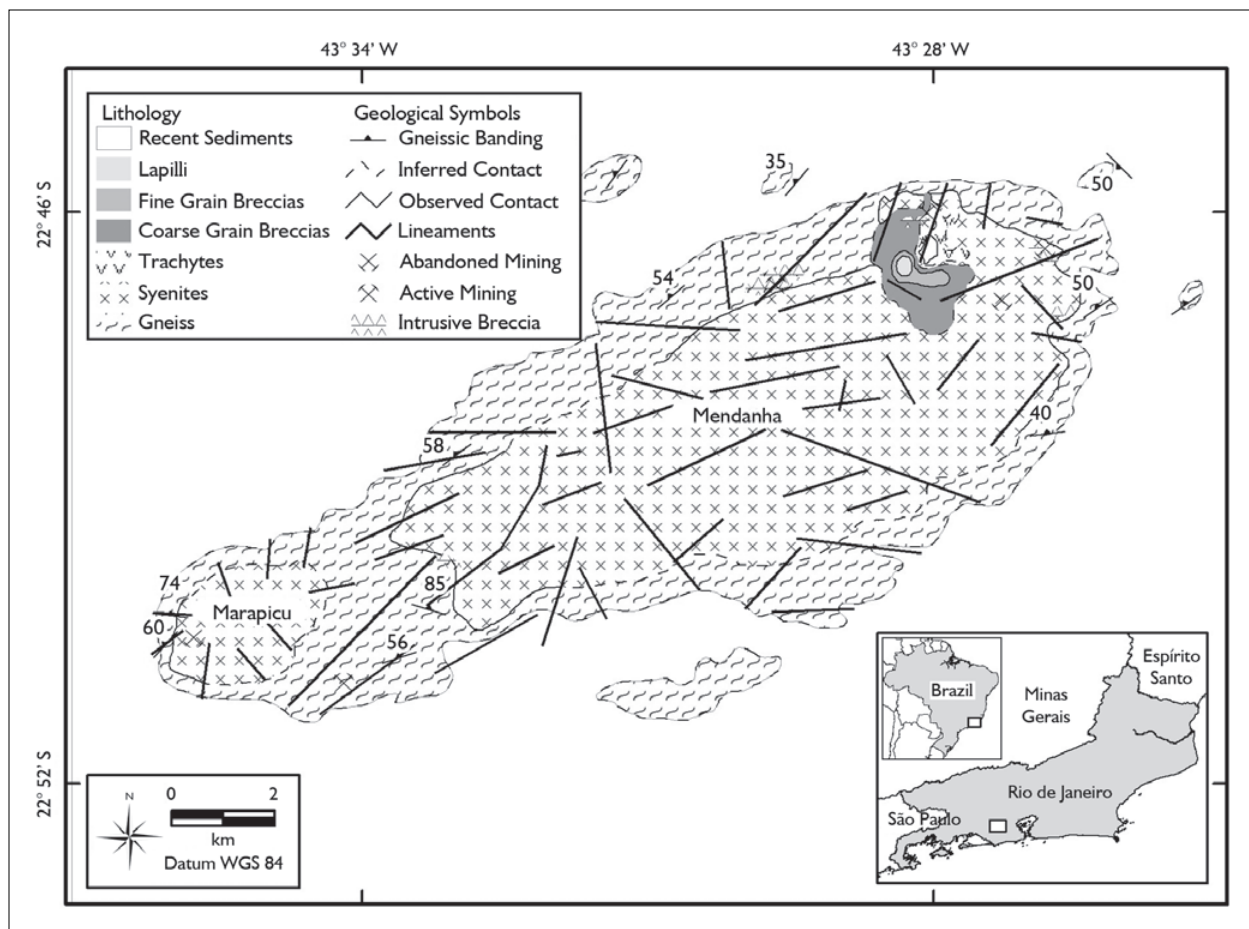 43° 34' W
43° 28' W
22° 46' S
22° 52' S
Lithology
Recent Sediments
Lapilli
Fine Grain Breccias
Coarse Grain Breccias
Trachytes
Syenites
Gneiss
Geological Symbols
Gneissic Banding
Inferred Contact
Observed Contact
Lineaments
Abandoned Mining
Active Mining
Intrusive Breccia
35
50
54
50
Mendanha
40
58
74
85
Marapicu
60
56
N
0 2
km
Datum WGS 84
Brazil
Minas
Gerais
Espírito
Santo
Rio de Janeiro
São Paulo